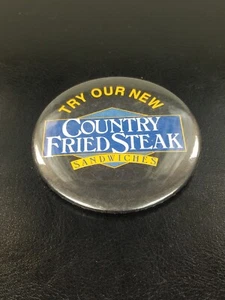 TRY OUR NEW
COUNTRY
FRIED STEAK
SANDWICHES